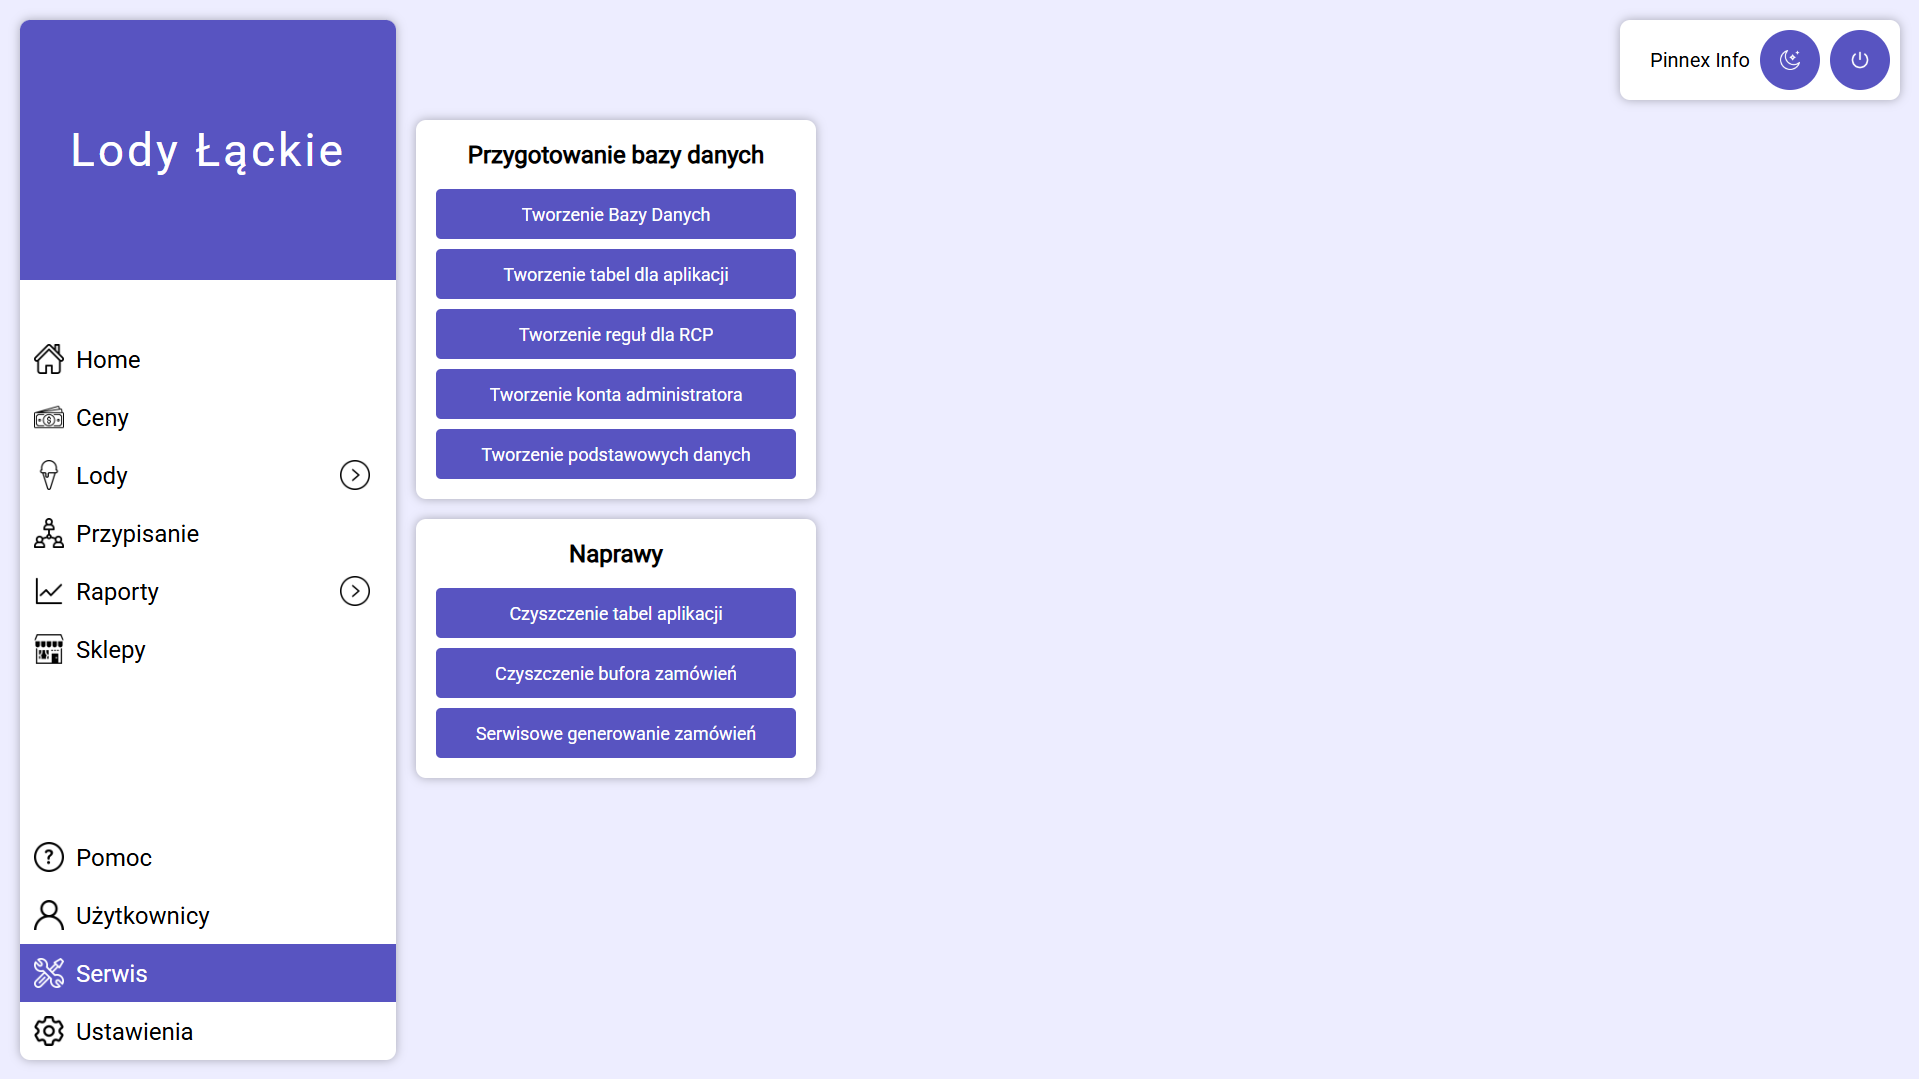 Lody Łąckie
Home
Ceny
Lody
Przypisanie
Raporty
Sklepy
Pomoc
Użytkownicy
Serwis
Ustawienia
Pinnex Info
Przygotowanie bazy danych
Tworzenie Bazy Danych
Tworzenie tabel dla aplikacji
Tworzenie reguł dla RCP
Tworzenie konta administratora
Tworzenie podstawowych danych
Naprawy
Czyszczenie tabel aplikacji
Czyszczenie bufora zamówień
Serwisowe generowanie zamówień